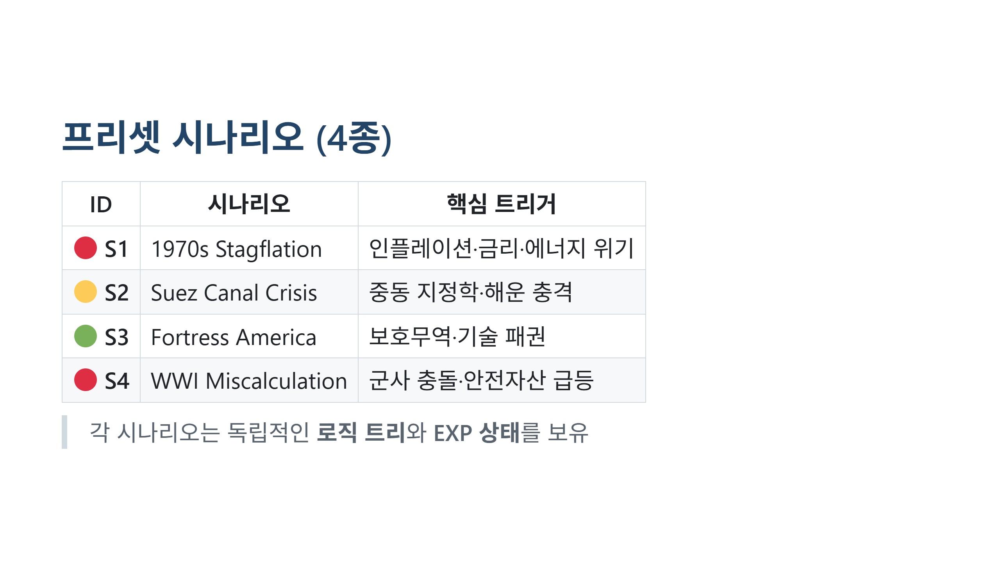 프리셋 시나리오 (4종)
ID 시나리오 핵심 트리거
S1 1970s Stagflation 인플레이션·금리·에너지 위기
S2 Suez Canal Crisis 중동 지정학·해운 충격
S3 Fortress America 보호무역·기술 패권
S4 WWI Miscalculation 군사 충돌·안전자산 급등
각 시나리오는 독립적인 로직 트리와 EXP 상태를 보유